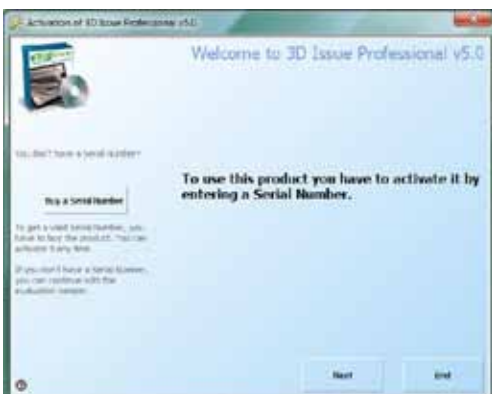 Activation of 3D Issue Professional v5.0
Welcome to 3D Issue Professional v5.0
You don't have a Serial Number?
Buy a Serial Number
To get a valid Serial Number, you
have to buy the product. You can
activate it any time.
If you don't have a Serial Number,
you can continue with the
evaluation version.
To use this product you have to activate it by
entering a Serial Number.
Next
End